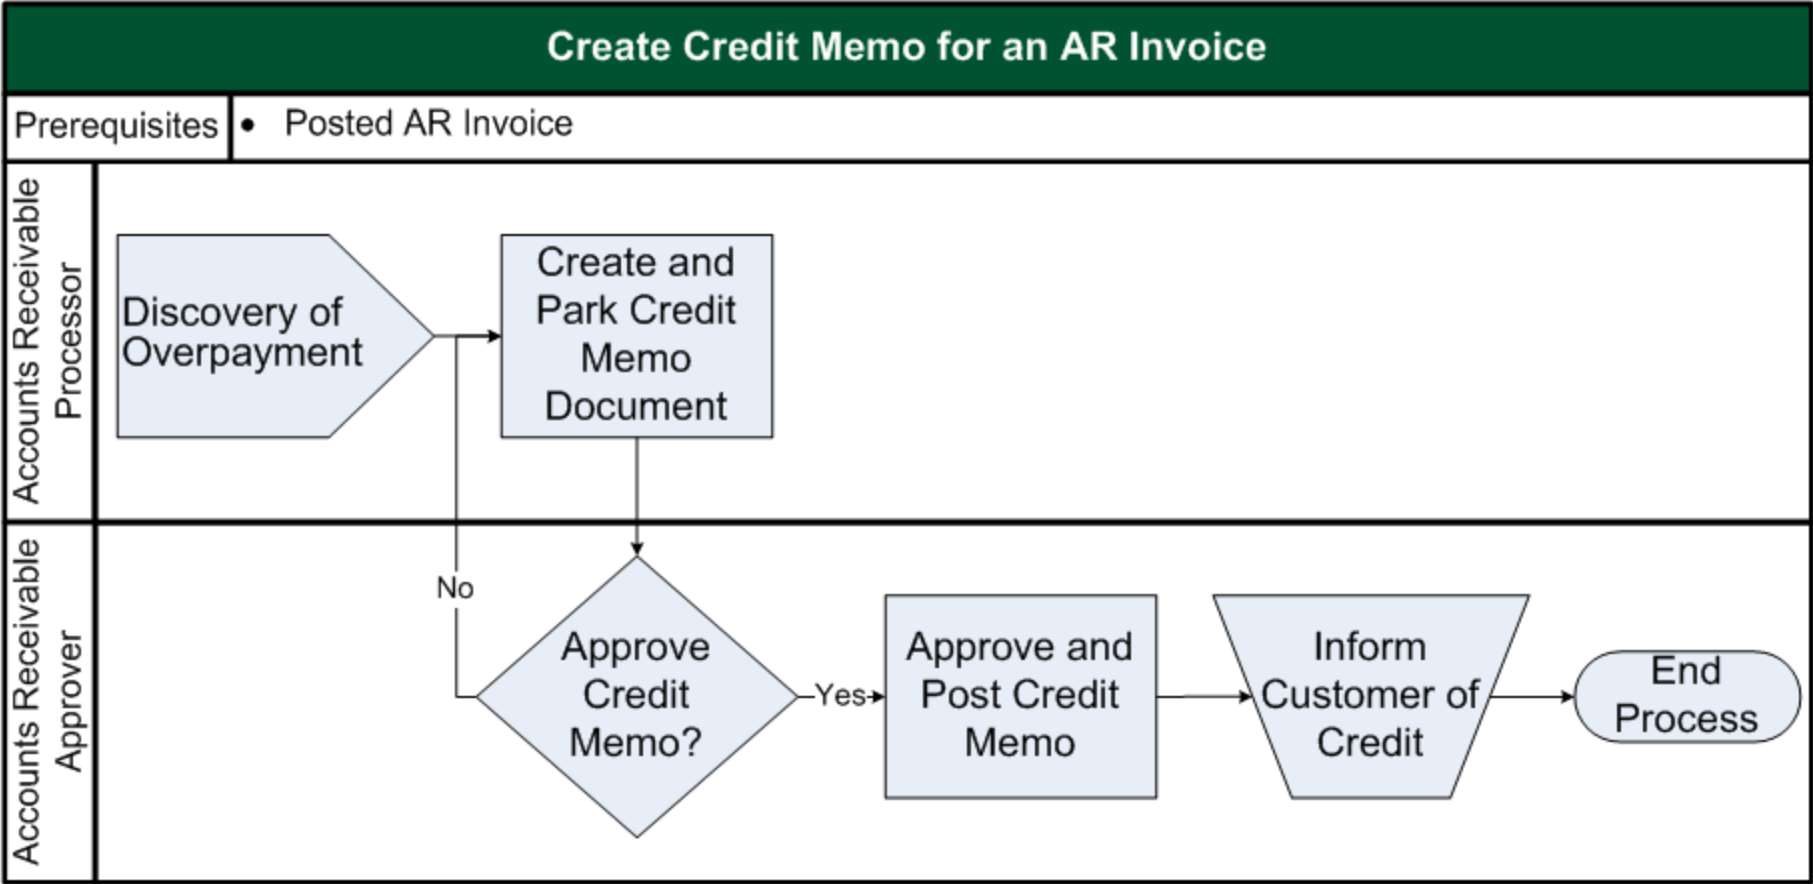 Create Credit Memo for an AR Invoice
Prerequisites
• Posted AR Invoice
Accounts Receivable
Processor
Discovery of
Overpayment
Create and
Park Credit
Memo
Document
Accounts Receivable
Approver
No
Approve
Credit
Memo?
Yes
Approve and
Post Credit
Memo
Inform
Customer of
Credit
End
Process